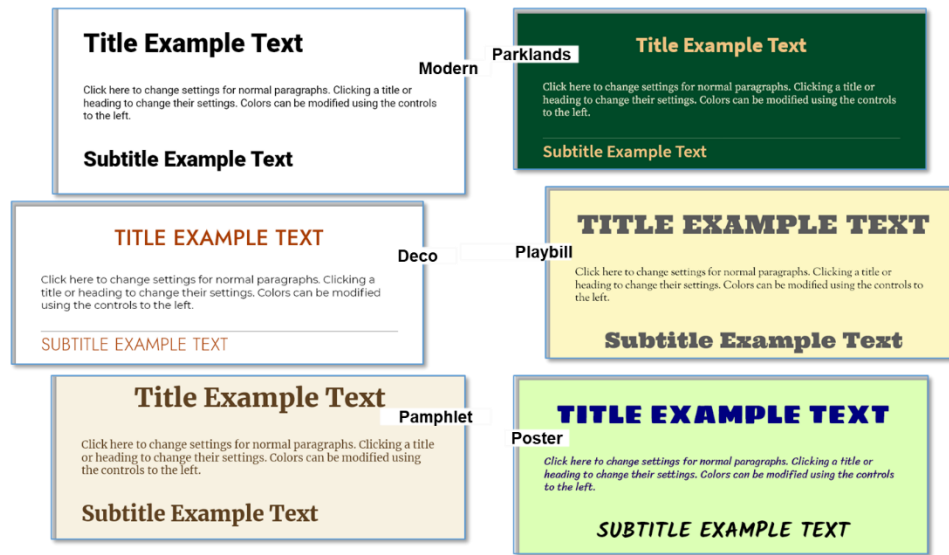 Title Example Text
Click here to change settings for normal paragraphs. Clicking a title or
heading to change their settings. Colors can be modified using the controls
to the left.
Subtitle Example Text
Modern
Parklands
Title Example Text
Click here to change settings for normal paragraphs. Clicking a title or
heading to change their settings. Colors can be modified using the controls
to the left.
Subtitle Example Text
TITLE EXAMPLE TEXT
Click here to change settings for normal paragraphs. Clicking a
title or heading to change their settings. Colors can be modified
using the controls to the left.
SUBTITLE EXAMPLE TEXT
Deco
Playbill
TITLE EXAMPLE TEXT
Click here to change settings for normal paragraphs. Clicking a title or
heading to change their settings. Colors can be modified using the controls to
the left.
Subtitle Example Text
Title Example Text
Click here to change settings for normal paragraphs. Clicking a title
or heading to change their settings. Colors can be modified using
the controls to the left.
Subtitle Example Text
Pamphlet
Poster
TITLE EXAMPLE TEXT
Click here to change settings for normal paragraphs. Clicking a title or
heading to change their settings. Colors can be modified using the controls
to the left.
SUBTITLE EXAMPLE TEXT